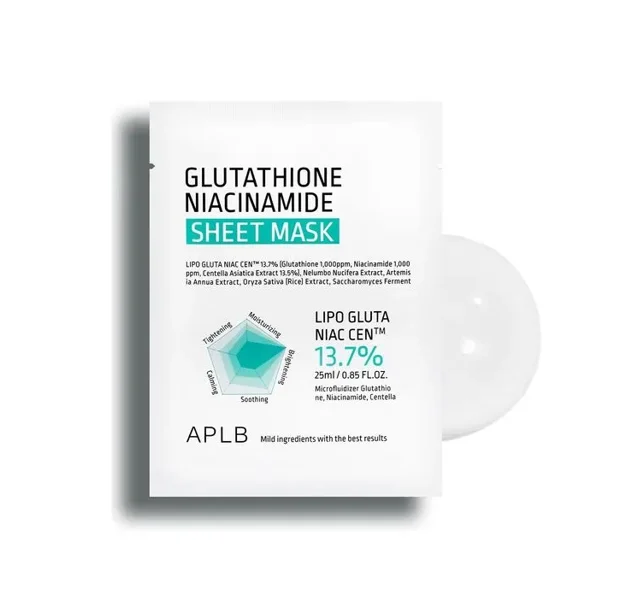 GLUTATHIONE
NIACINAMIDE
SHEET MASK
LIPO GLUTA NIAC CEN™ 13.7% (Glutathione 1,000ppm, Niacinamide 1,000
ppm, Centella Asiatica Extract 13.5%), Nelumbo Nucifera Extract, Artemis
ia Annua Extract, Oryza Sativa (Rice) Extract, Saccharomyces Ferment
Moisturizing
Tightening
Brightening
Calming
Soothing
LIPO GLUTA
NIAC CEN™
13.7%
25ml / 0.85 FL.OZ.
Microfluidizer Glutathio
ne, Niacinamide, Centella
APLB
Mild ingredients with the best results